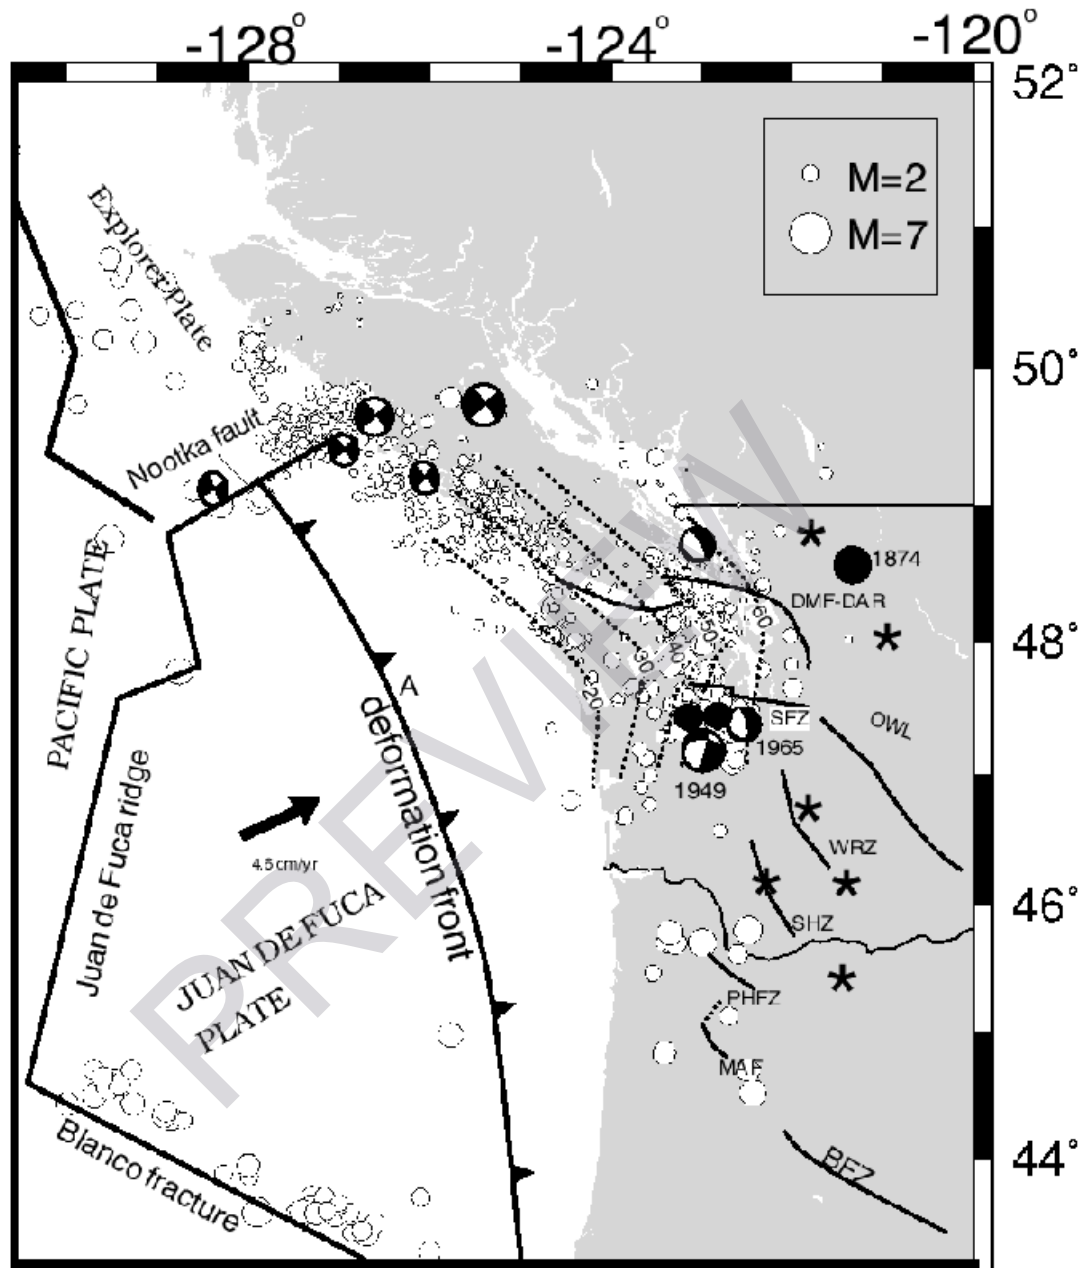 -128°
-124°
-120°
52°
M=2
M=7
Explorer Plate
50°
Nootka fault
1874
DMF-DAR
PACIFIC PLATE
48°
60
50
40
30
20
A
SFZ
OWL
1965
1949
deformation front
Juan de Fuca ridge
4.5 cm/yr
WRZ
46°
JUAN DE FUCA
PLATE
SHZ
PHFZ
MAF
Blanco fracture
BFZ
44°
PREVIEW